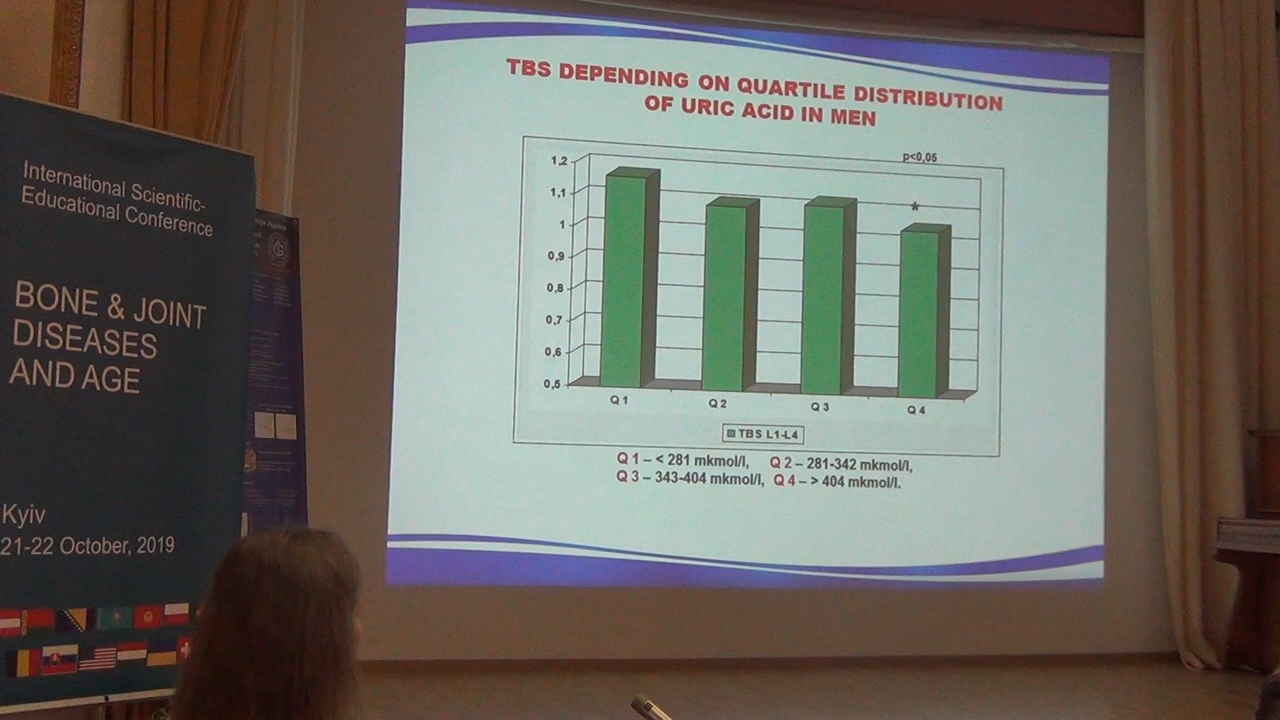 International Scientific-
Educational Conference
BONE & JOINT
DISEASES
AND AGE
Kyiv
21-22 October, 2019
TBS DEPENDING ON QUARTILE DISTRIBUTION
OF URIC ACID IN MEN
p<0,05
*
1,2
1,1
1
0,9
0,8
0,7
0,6
0,5
Q 1
Q 2
Q 3
Q 4
TBS L1-L4
Q 1 – < 281 mkmol/l, Q 2 – 281-342 mkmol/l,
Q 3 – 343-404 mkmol/l, Q 4 – > 404 mkmol/l.